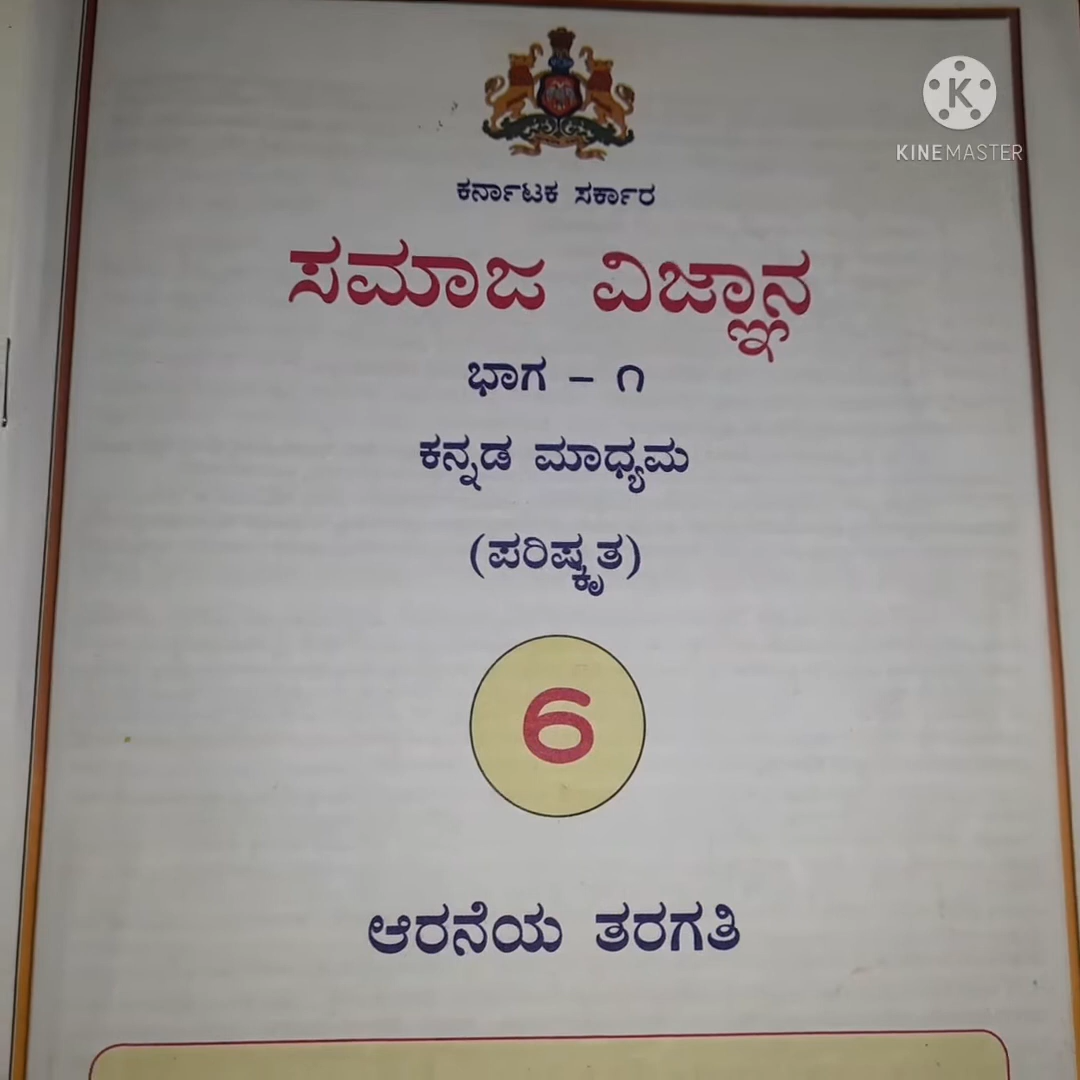 K
KINEMASTER
ಕರ್ನಾಟಕ ಸರ್ಕಾರ
ಸಮಾಜ ವಿಜ್ಞಾನ
ಭಾಗ – ೧
ಕನ್ನಡ ಮಾಧ್ಯಮ
(ಪರಿಷ್ಕೃತ)
6
ಆರನೆಯ ತರಗತಿ